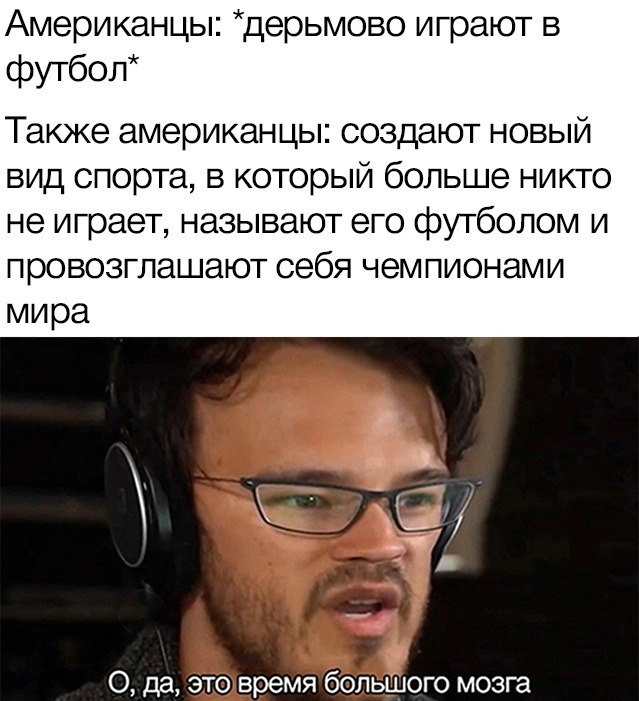 Американцы: *дерьмово играют в
футбол*
Также американцы: создают новый
вид спорта, в который больше никто
не играет, называют его футболом и
провозглашают себя чемпионами
мира
О, да, это время большого мозга